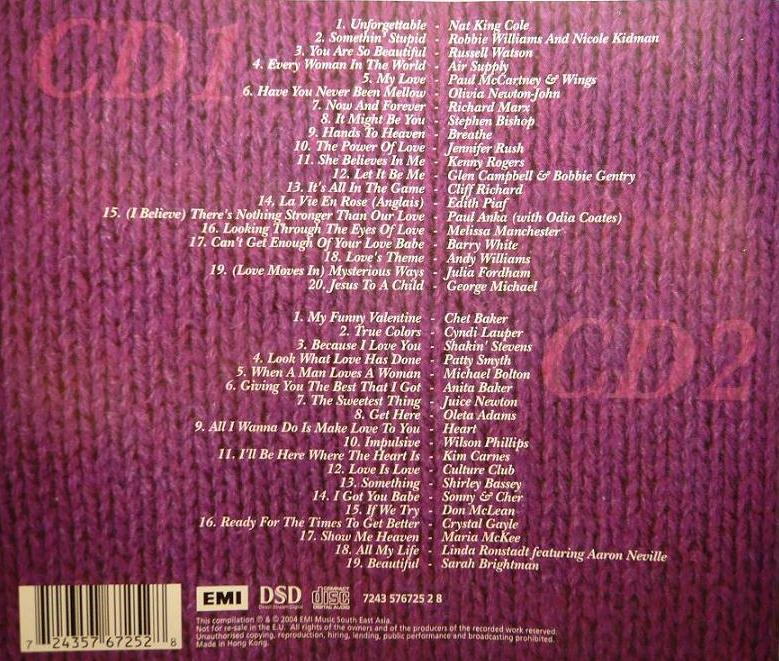 CD 1
1. Unforgettable - Nat King Cole
2. Somethin' Stupid - Robbie Williams And Nicole Kidman
3. You Are So Beautiful - Russell Watson
4. Every Woman In The World - Air Supply
5. My Love - Paul McCartney & Wings
6. Have You Never Been Mellow - Olivia Newton-John
7. Now And Forever - Richard Marx
8. It Might Be You - Stephen Bishop
9. Hands To Heaven - Breathe
10. The Power Of Love - Jennifer Rush
11. She Believes In Me - Kenny Rogers
12. Let It Be Me - Glen Campbell & Bobbie Gentry
13. It's All In The Game - Cliff Richard
14. La Vie En Rose (Anglais) - Edith Piaf
15. (I Believe) There's Nothing Stronger Than Our Love - Paul Anka (with Odia Coates)
16. Looking Through The Eyes Of Love - Melissa Manchester
17. Can't Get Enough Of Your Love Babe - Barry White
18. Love's Theme - Andy Williams
19. (Love Moves In) Mysterious Ways - Julia Fordham
20. Jesus To A Child - George Michael
CD 2
1. My Funny Valentine - Chet Baker
2. True Colors - Cyndi Lauper
3. Because I Love You - Shakin' Stevens
4. Look What Love Has Done - Patty Smyth
5. When A Man Loves A Woman - Michael Bolton
6. Giving You The Best That I Got - Anita Baker
7. The Sweetest Thing - Juice Newton
8. Get Here - Oleta Adams
9. All I Wanna Do Is Make Love To You - Heart
10. Impulsive - Wilson Phillips
11. I'll Be Here Where The Heart Is - Kim Carnes
12. Love Is Love - Culture Club
13. Something - Shirley Bassey
14. I Got You Babe - Sonny & Cher
15. If We Try - Don McLean
16. Ready For The Times To Get Better - Crystal Gayle
17. Show Me Heaven - Maria McKee
18. All My Life - Linda Ronstadt featuring Aaron Neville
19. Beautiful - Sarah Brightman
EMI
DSD
Direct Stream Digital
COMPACT
disc
DIGITAL AUDIO
7243 576725 2 8
7 24357 67252 8
This compilation ℗ & © 2004 EMI Music South East Asia.
Not for re-sale in the E.U. All rights of the owners and of the producers of the recorded work reserved.
Unauthorised copying, reproduction, hiring, lending, public performance and broadcasting prohibited.
Made in Hong Kong.